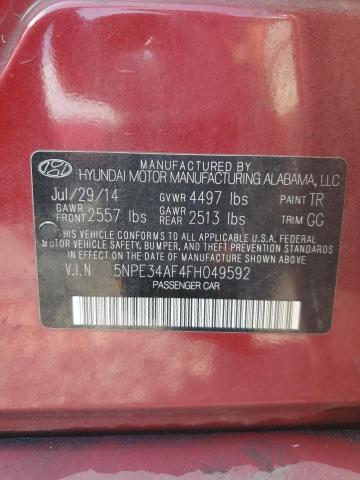 MANUFACTURED BY
HYUNDAI MOTOR MANUFACTURING ALABAMA, LLC
Jul/29/14 GVWR 4497 lbs PAINT TR
GAWR FRONT 2557 lbs GAWR REAR 2513 lbs TRIM GG
THIS VEHICLE CONFORMS TO ALL APPLICABLE U.S. FEDERAL MOTOR VEHICLE
SAFETY, BUMPER, AND THEFT PREVENTION STANDARDS IN EFFECT ON THE DATE OF MANUFACTURE SHOWN ABOVE.
V.I.N 5NPE34AF4FH049592
PASSENGER CAR